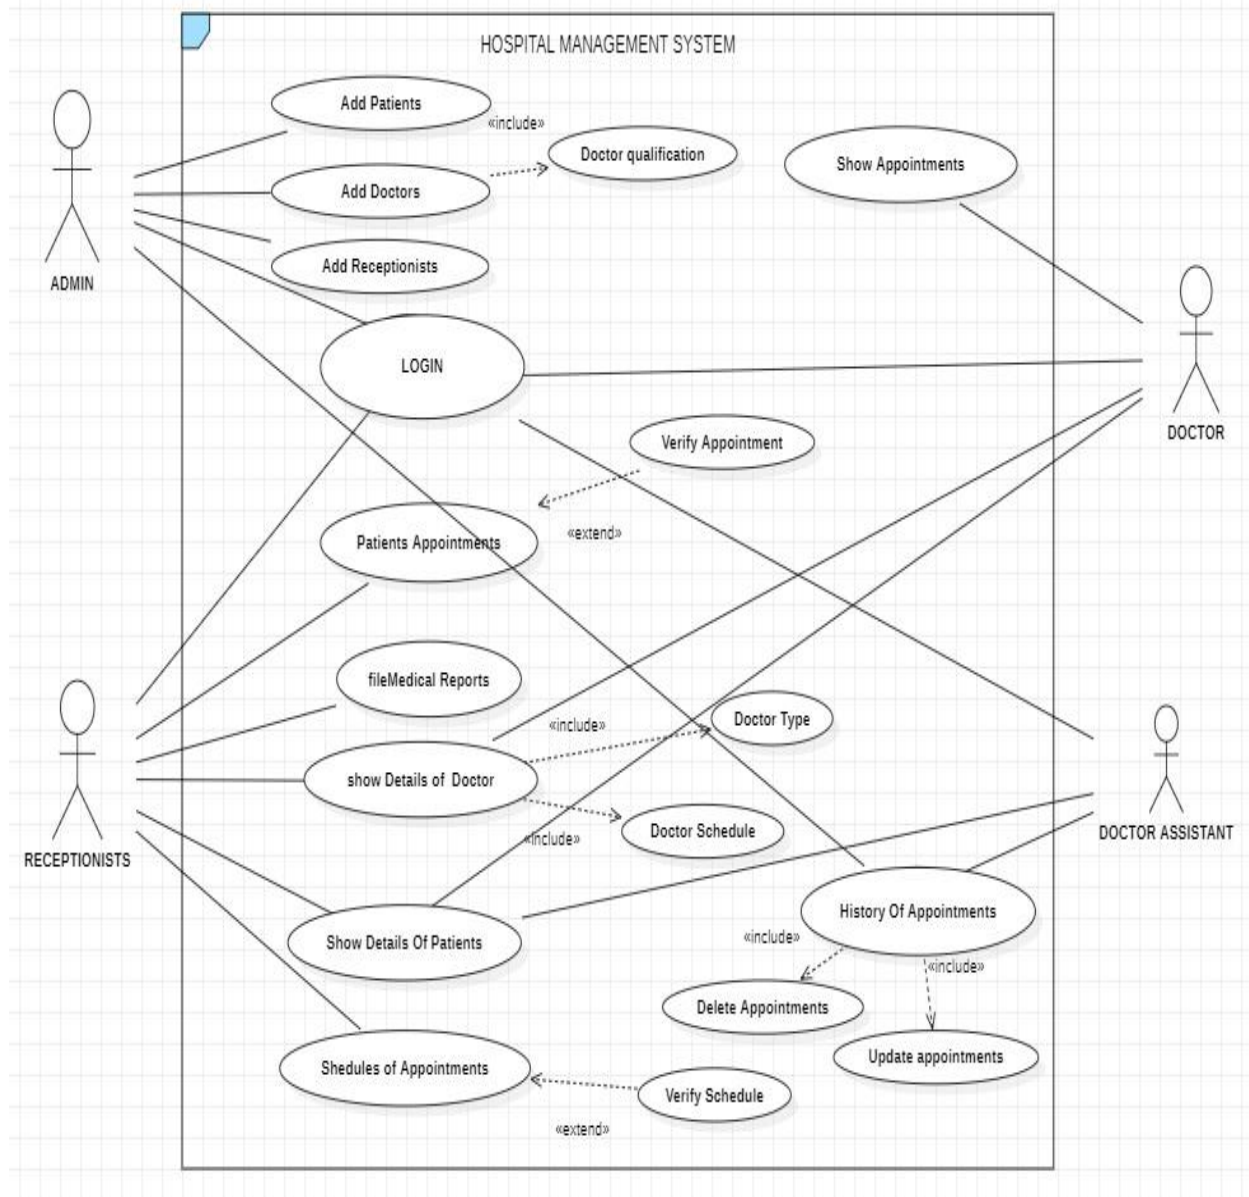 HOSPITAL MANAGEMENT SYSTEM
Add Patients
«include»
Doctor qualification
Show Appointments
Add Doctors
Add Receptionists
ADMIN
LOGIN
DOCTOR
Verify Appointment
«extend»
Patients Appointments
fileMedical Reports
«include»
Doctor Type
show Details of Doctor
Doctor Schedule
«include»
DOCTOR ASSISTANT
RECEPTIONISTS
History Of Appointments
Show Details Of Patients
«include»
«include»
Delete Appointments
Update appointments
Shedules of Appointments
Verify Schedule
«extend»